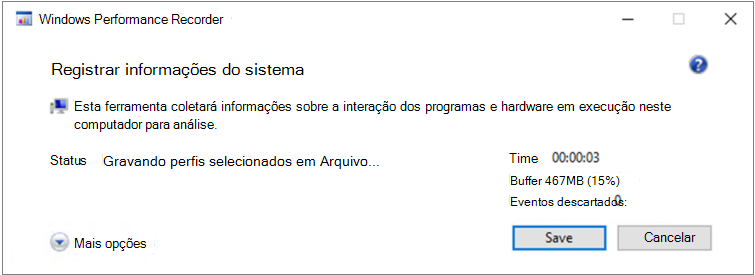 Windows Performance Recorder
Registrar informações do sistema
Esta ferramenta coletará informações sobre a interação dos programas e hardware em execução neste
computador para análise.
Status Gravando perfis selecionados em Arquivo...
Time 00:00:03
Buffer 467MB (15%)
Eventos descartados: 0
Mais opções
Save Cancelar